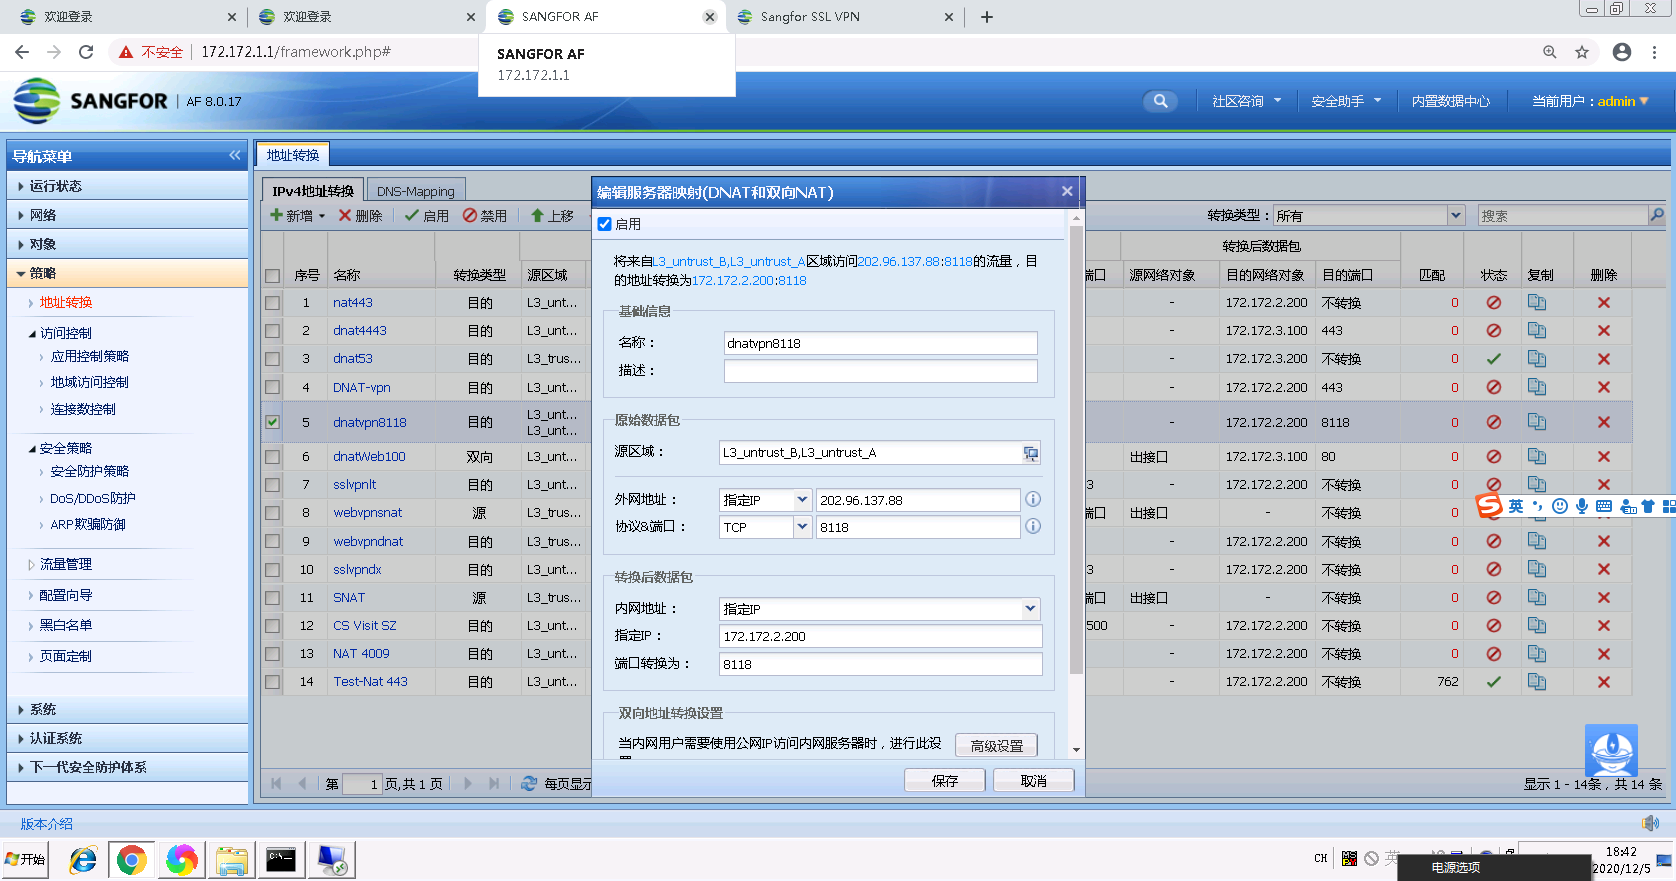 欢迎登录
欢迎登录
SANGFOR AF
Sangfor SSL VPN
不安全
172.172.1.1/framework.php#
SANGFOR AF
172.172.1.1
SANGFOR AF 8.0.17
社区咨询
安全助手
内置数据中心
当前用户：admin
导航菜单
运行状态
网络
对象
策略
地址转换
访问控制
应用控制策略
地域访问控制
连接数控制
安全策略
安全防护策略
DoS/DDoS防护
ARP欺骗防御
流量管理
配置向导
黑白名单
页面定制
系统
认证系统
下一代安全防护体系
地址转换
IPv4地址转换 DNS-Mapping
新增 删除 启用 禁用 上移
转换类型： 所有 搜索
转换后数据包
序号 名称 转换类型 源区域 端口 源网络对象 目的网络对象 目的端口 匹配 状态 复制 删除
1 nat443 目的 L3_unt... - 172.172.2.200 不转换 0
2 dnat4443 目的 L3_unt... - 172.172.3.100 443 0
3 dnat53 目的 L3_trus... - 172.172.3.200 不转换 0
4 DNAT-vpn 目的 L3_unt... - 172.172.2.200 443 0
5 dnatvpn8118 目的 L3_unt... L3_unt... - 172.172.2.200 8118 0
6 dnatWeb100 双向 L3_unt... 出接口 172.172.3.100 80 0
7 sslvpnlt 目的 L3_unt... 3 - 172.172.2.200 不转换 0
8 webvpnsnat 源 L3_trus... 端口 出接口 - 不转换 0
9 webvpndnat 目的 L3_trus... - 172.172.2.200 不转换 0
10 sslvpndx 目的 L3_unt... 3 - 172.172.2.200 不转换 0
11 SNAT 源 L3_trus... 端口 出接口 - 不转换 0
12 CS Visit SZ 目的 L3_unt... 500 - 172.172.2.200 不转换 0
13 NAT 4009 目的 L3_unt... - 172.172.2.200 不转换 0
14 Test-Nat 443 目的 L3_unt... - 172.172.2.200 不转换 762
第 1 页,共 1 页 每页显示
显示 1 - 14条，共 14 条
编辑服务器映射(DNAT和双向NAT)
启用
将来自L3_untrust_B,L3_untrust_A区域访问202.96.137.88:8118的流量，目
的地址转换为172.172.2.200:8118
基础信息
名称： dnatvpn8118
描述：
原始数据包
源区域： L3_untrust_B,L3_untrust_A
外网地址： 指定IP 202.96.137.88
协议&端口： TCP 8118
转换后数据包
内网地址： 指定IP
指定IP： 172.172.2.200
端口转换为： 8118
双向地址转换设置
当内网用户需要使用公网IP访问内网服务器时，进行此设
高级设置
保存 取消
英
版本介绍
开始
CH
英
电源选项
18:42
2020/12/5